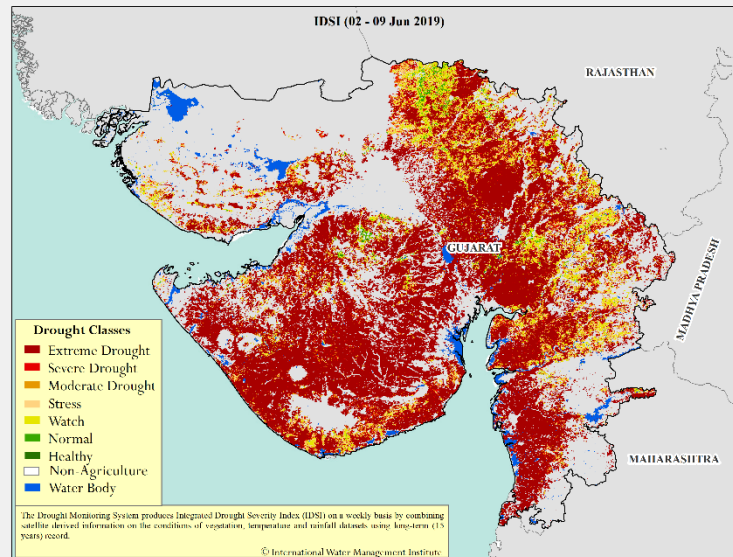 IDSI (02 - 09 Jun 2019)
RAJASTHAN
GUJARAT
MADHYA PRADESH
MAHARASHTRA
Drought Classes
Extreme Drought
Severe Drought
Moderate Drought
Stress
Watch
Normal
Healthy
Non-Agriculture
Water Body
The Drought Monitoring System produces Integrated Drought Severity Index (IDSI) on a weekly basis by combining
satellite derived information on the conditions of vegetation, temperature and rainfall datasets using long-term (15
years) record.
© International Water Management Institute